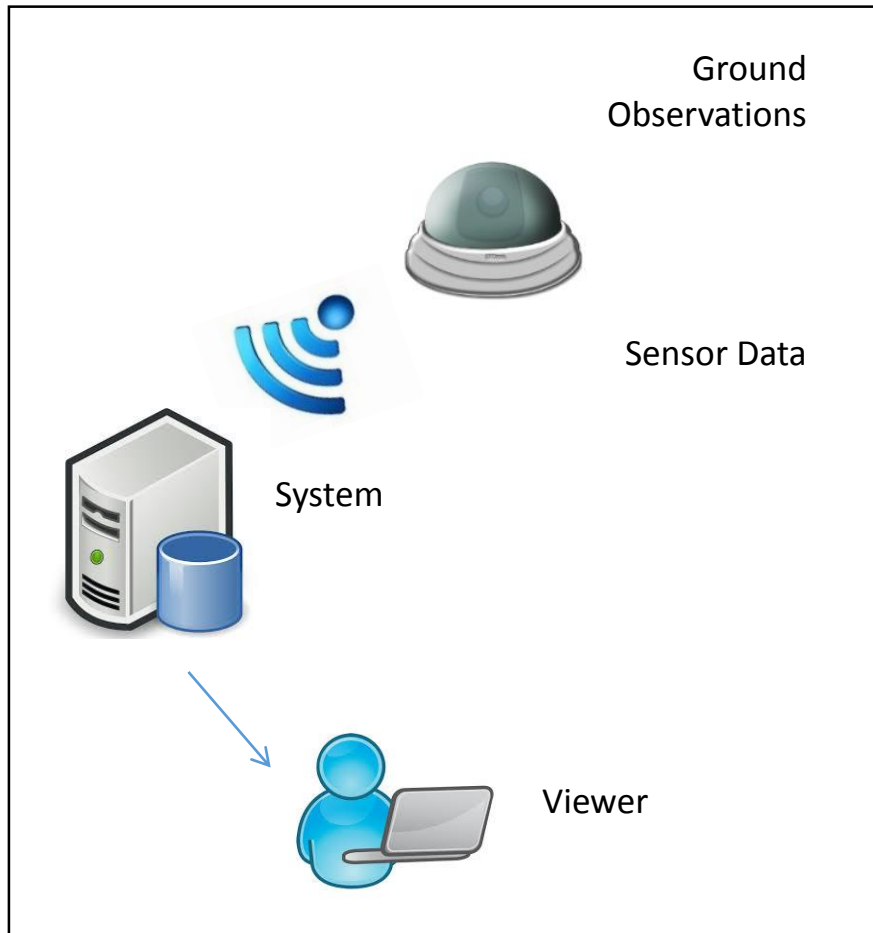 Ground
Observations
Sensor Data
System
Viewer